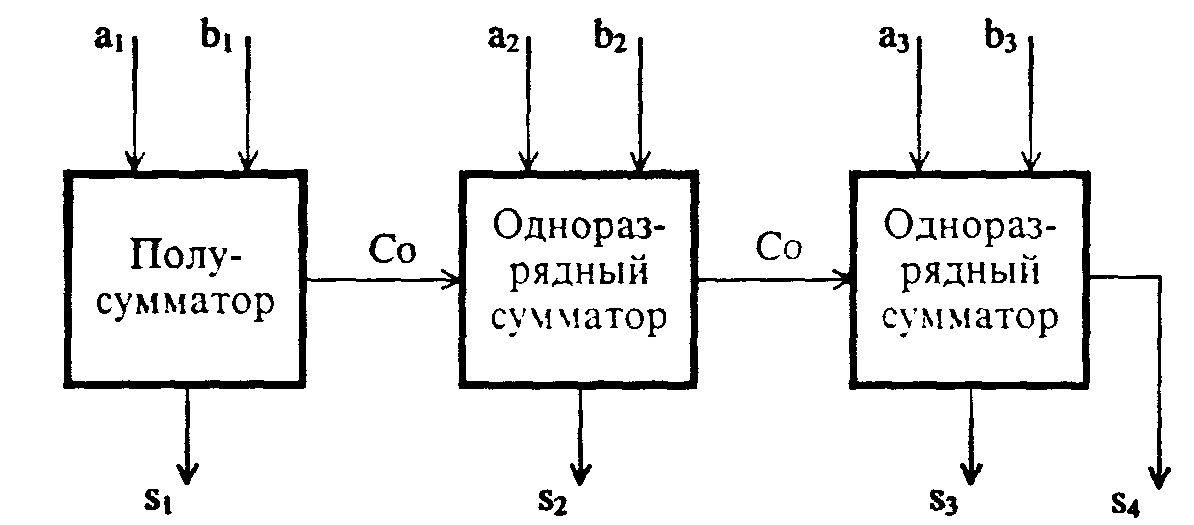 a₁ b₁ a₂ b₂ a₃ b₃
Полу-
сумматор
Co
Однораз-
рядный
сумматор
Co
Однораз-
рядный
сумматор
s₁ s₂ s₃ s₄